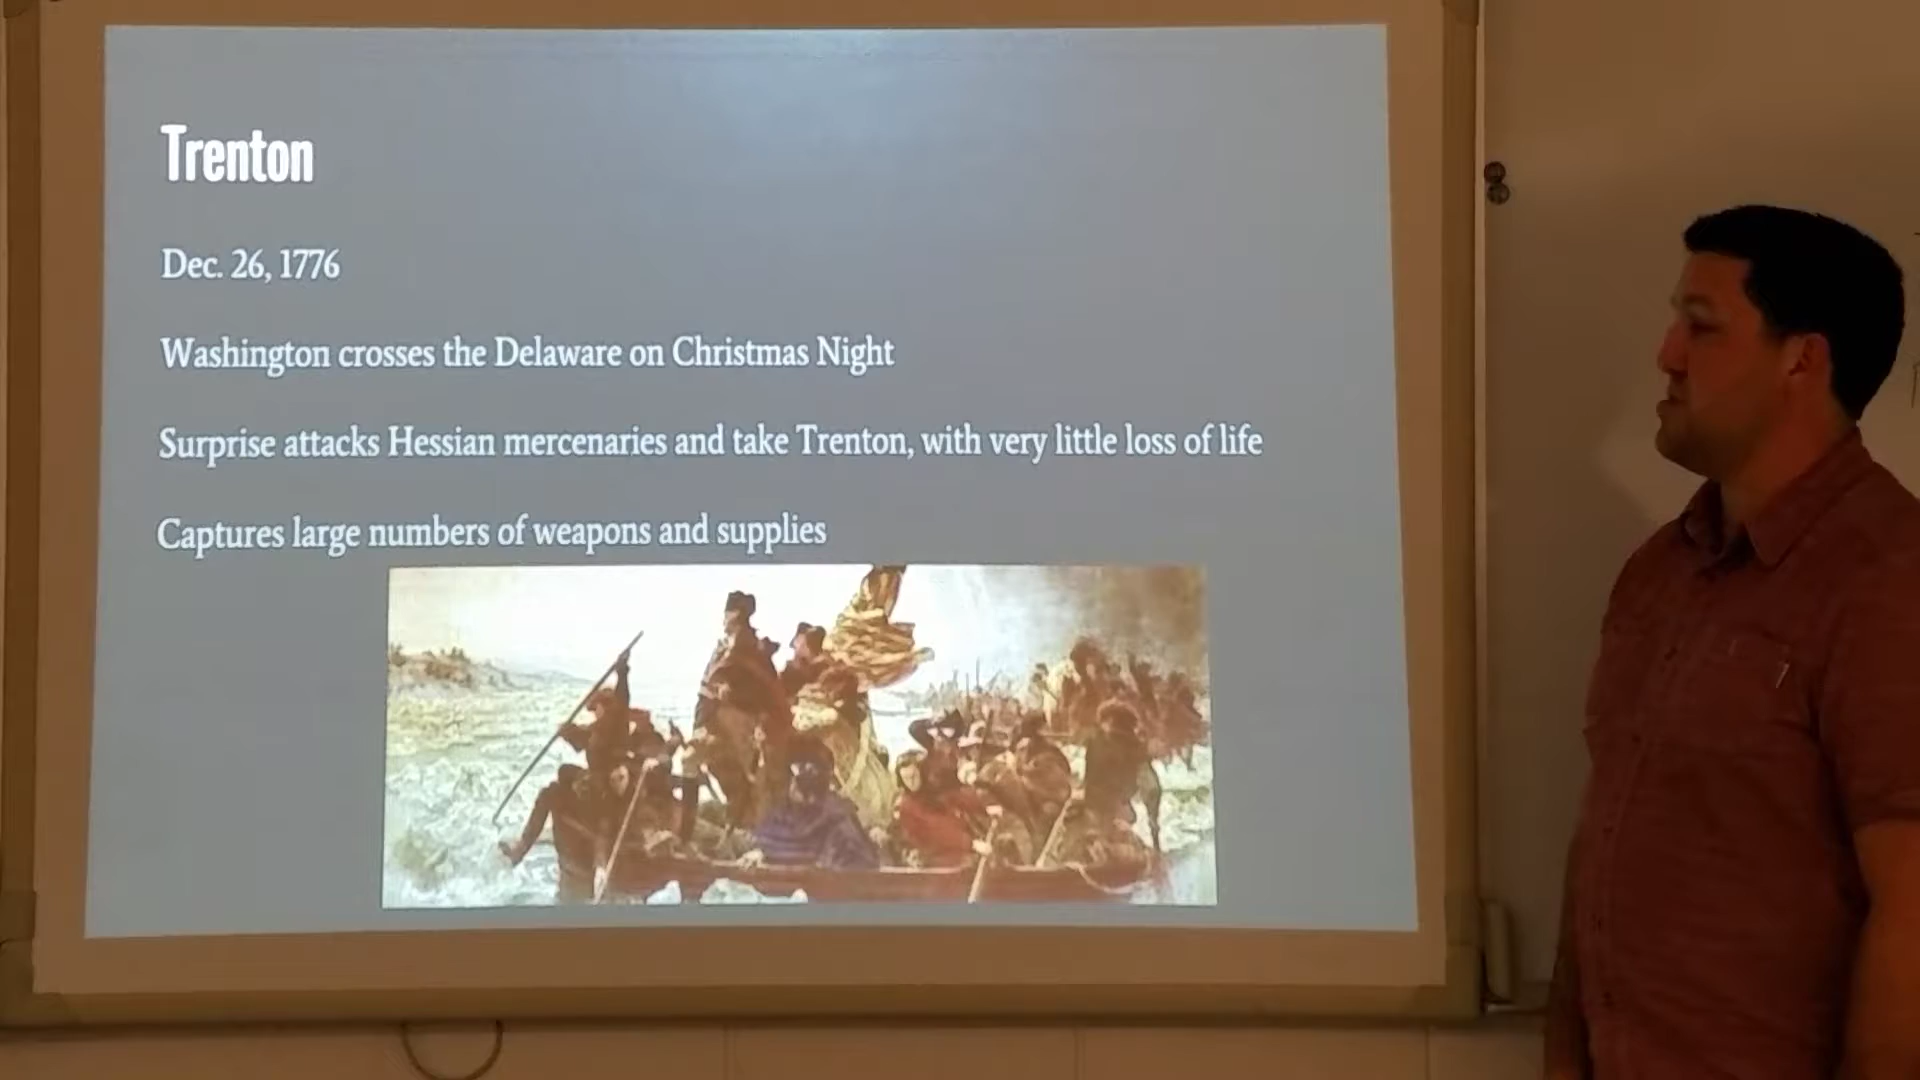 Trenton
Dec. 26, 1776
Washington crosses the Delaware on Christmas Night
Surprise attacks Hessian mercenaries and take Trenton, with very little loss of life
Captures large numbers of weapons and supplies